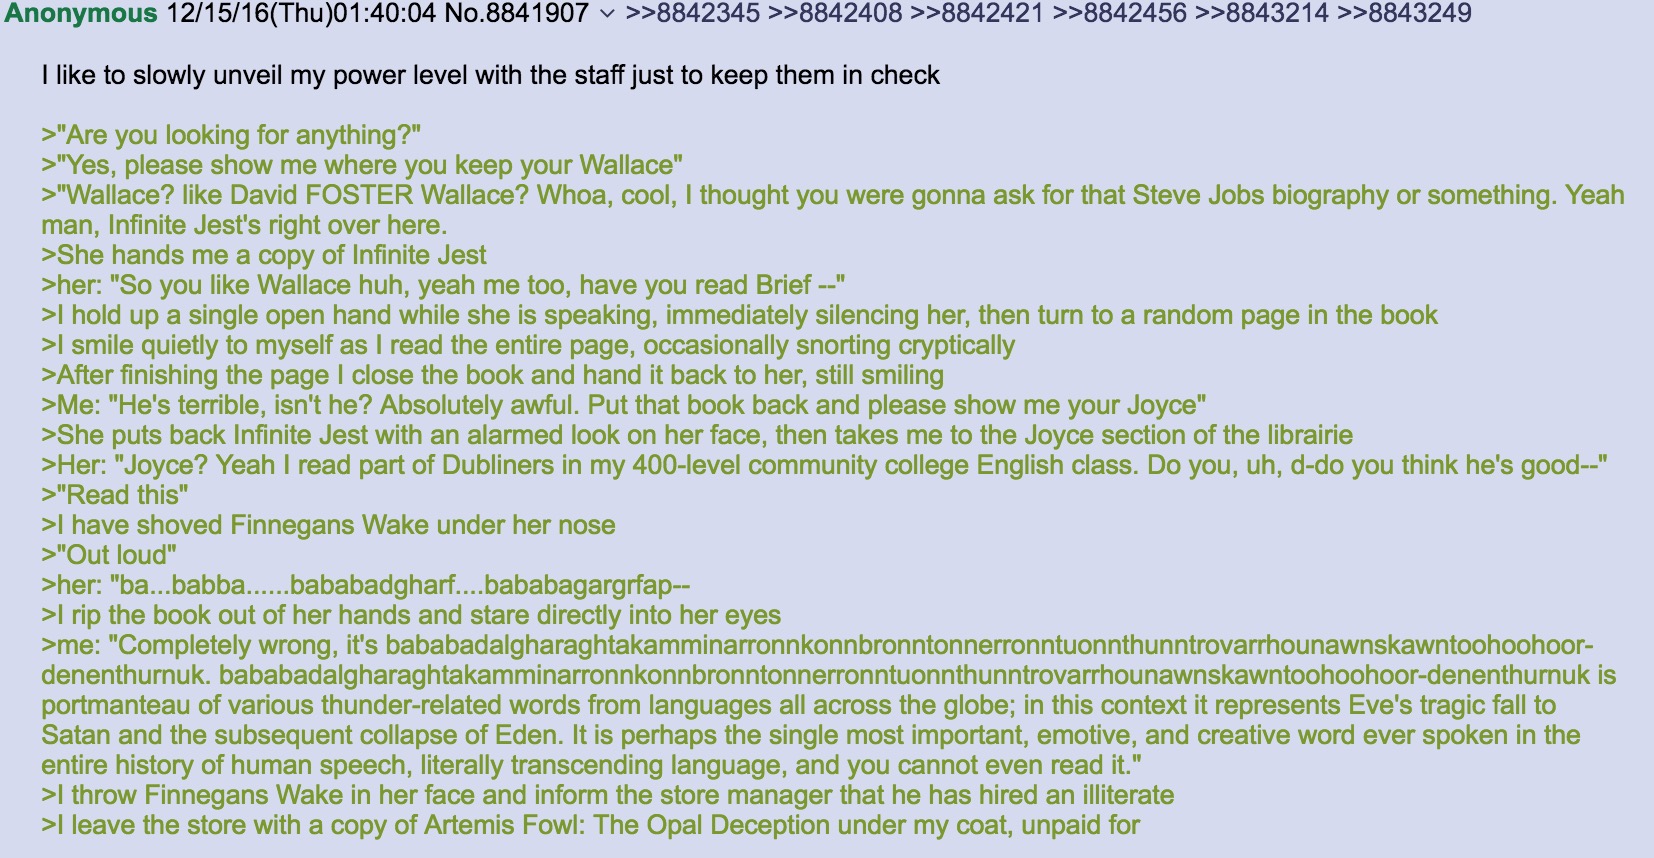 Anonymous 12/15/16(Thu)01:40:04 No.8841907 >>8842345 >>8842408 >>8842421 >>8842456 >>8843214 >>8843249
I like to slowly unveil my power level with the staff just to keep them in check
>"Are you looking for anything?"
>"Yes, please show me where you keep your Wallace"
>"Wallace? like David FOSTER Wallace? Whoa, cool, I thought you were gonna ask for that Steve Jobs biography or something. Yeah
man, Infinite Jest's right over here.
>She hands me a copy of Infinite Jest
>her: "So you like Wallace huh, yeah me too, have you read Brief --"
>I hold up a single open hand while she is speaking, immediately silencing her, then turn to a random page in the book
>I smile quietly to myself as I read the entire page, occasionally snorting cryptically
>After finishing the page I close the book and hand it back to her, still smiling
>Me: "He's terrible, isn't he? Absolutely awful. Put that book back and please show me your Joyce"
>She puts back Infinite Jest with an alarmed look on her face, then takes me to the Joyce section of the librairie
>Her: "Joyce? Yeah I read part of Dubliners in my 400-level community college English class. Do you, uh, d-do you think he's good--"
>"Read this"
>I have shoved Finnegans Wake under her nose
>"Out loud"
>her: "ba...babba......bababadgharf....bababagargrfap--
>I rip the book out of her hands and stare directly into her eyes
>me: "Completely wrong, it's bababadalgharaghtakamminarronnkonnbronntonnerronntuonnthunntrovarrhounawnskawntoohoohoor-
denenthurnuk. bababadalgharaghtakamminarronnkonnbronntonnerronntuonnthunntrovarrhounawnskawntoohoohoor-denenthurnuk is
portmanteau of various thunder-related words from languages all across the globe; in this context it represents Eve's tragic fall to
Satan and the subsequent collapse of Eden. It is perhaps the single most important, emotive, and creative word ever spoken in the
entire history of human speech, literally transcending language, and you cannot even read it."
>I throw Finnegans Wake in her face and inform the store manager that he has hired an illiterate
>I leave the store with a copy of Artemis Fowl: The Opal Deception under my coat, unpaid for